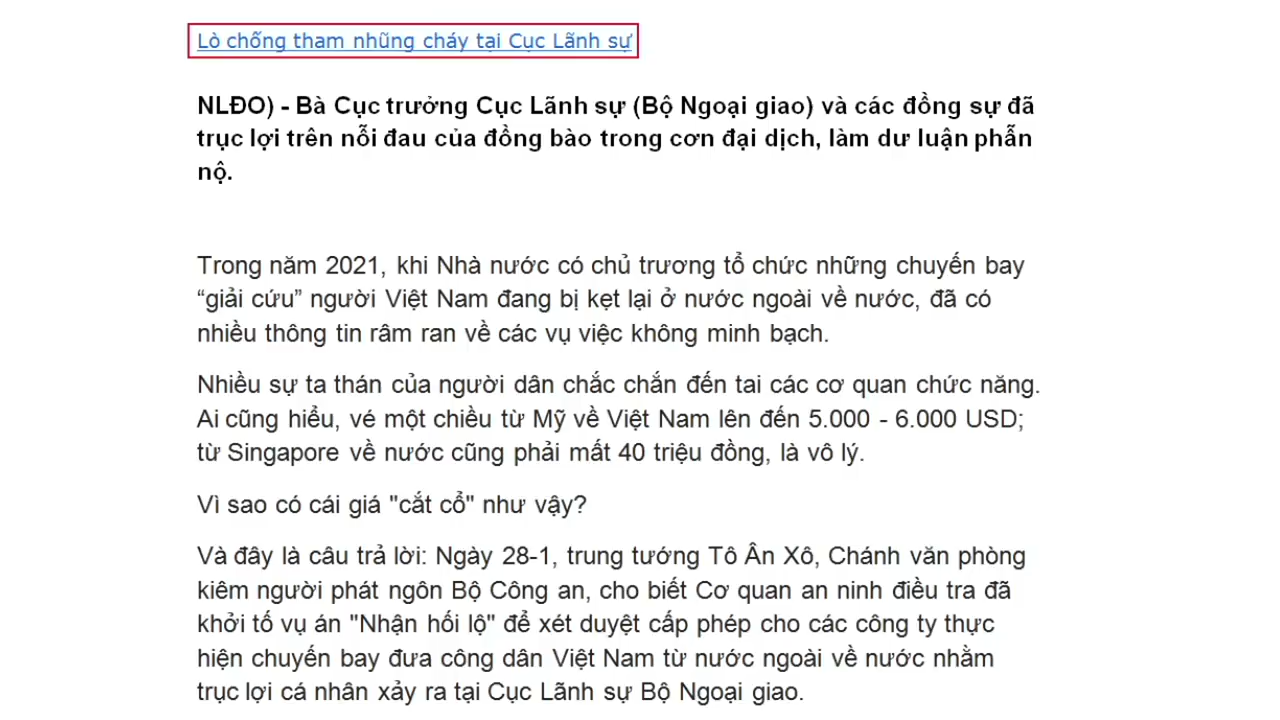 Lò chống tham nhũng cháy tại Cục Lãnh sự
NLĐO) - Bà Cục trưởng Cục Lãnh sự (Bộ Ngoại giao) và các đồng sự đã
trục lợi trên nỗi đau của đồng bào trong cơn đại dịch, làm dư luận phẫn
nộ.
Trong năm 2021, khi Nhà nước có chủ trương tổ chức những chuyến bay
“giải cứu” người Việt Nam đang bị kẹt lại ở nước ngoài về nước, đã có
nhiều thông tin râm ran về các vụ việc không minh bạch.
Nhiều sự ta thán của người dân chắc chắn đến tai các cơ quan chức năng.
Ai cũng hiểu, vé một chiều từ Mỹ về Việt Nam lên đến 5.000 - 6.000 USD;
từ Singapore về nước cũng phải mất 40 triệu đồng, là vô lý.
Vì sao có cái giá "cắt cổ" như vậy?
Và đây là câu trả lời: Ngày 28-1, trung tướng Tô Ân Xô, Chánh văn phòng
kiêm người phát ngôn Bộ Công an, cho biết Cơ quan an ninh điều tra đã
khởi tố vụ án "Nhận hối lộ" để xét duyệt cấp phép cho các công ty thực
hiện chuyến bay đưa công dân Việt Nam từ nước ngoài về nước nhằm
trục lợi cá nhân xảy ra tại Cục Lãnh sự Bộ Ngoại giao.